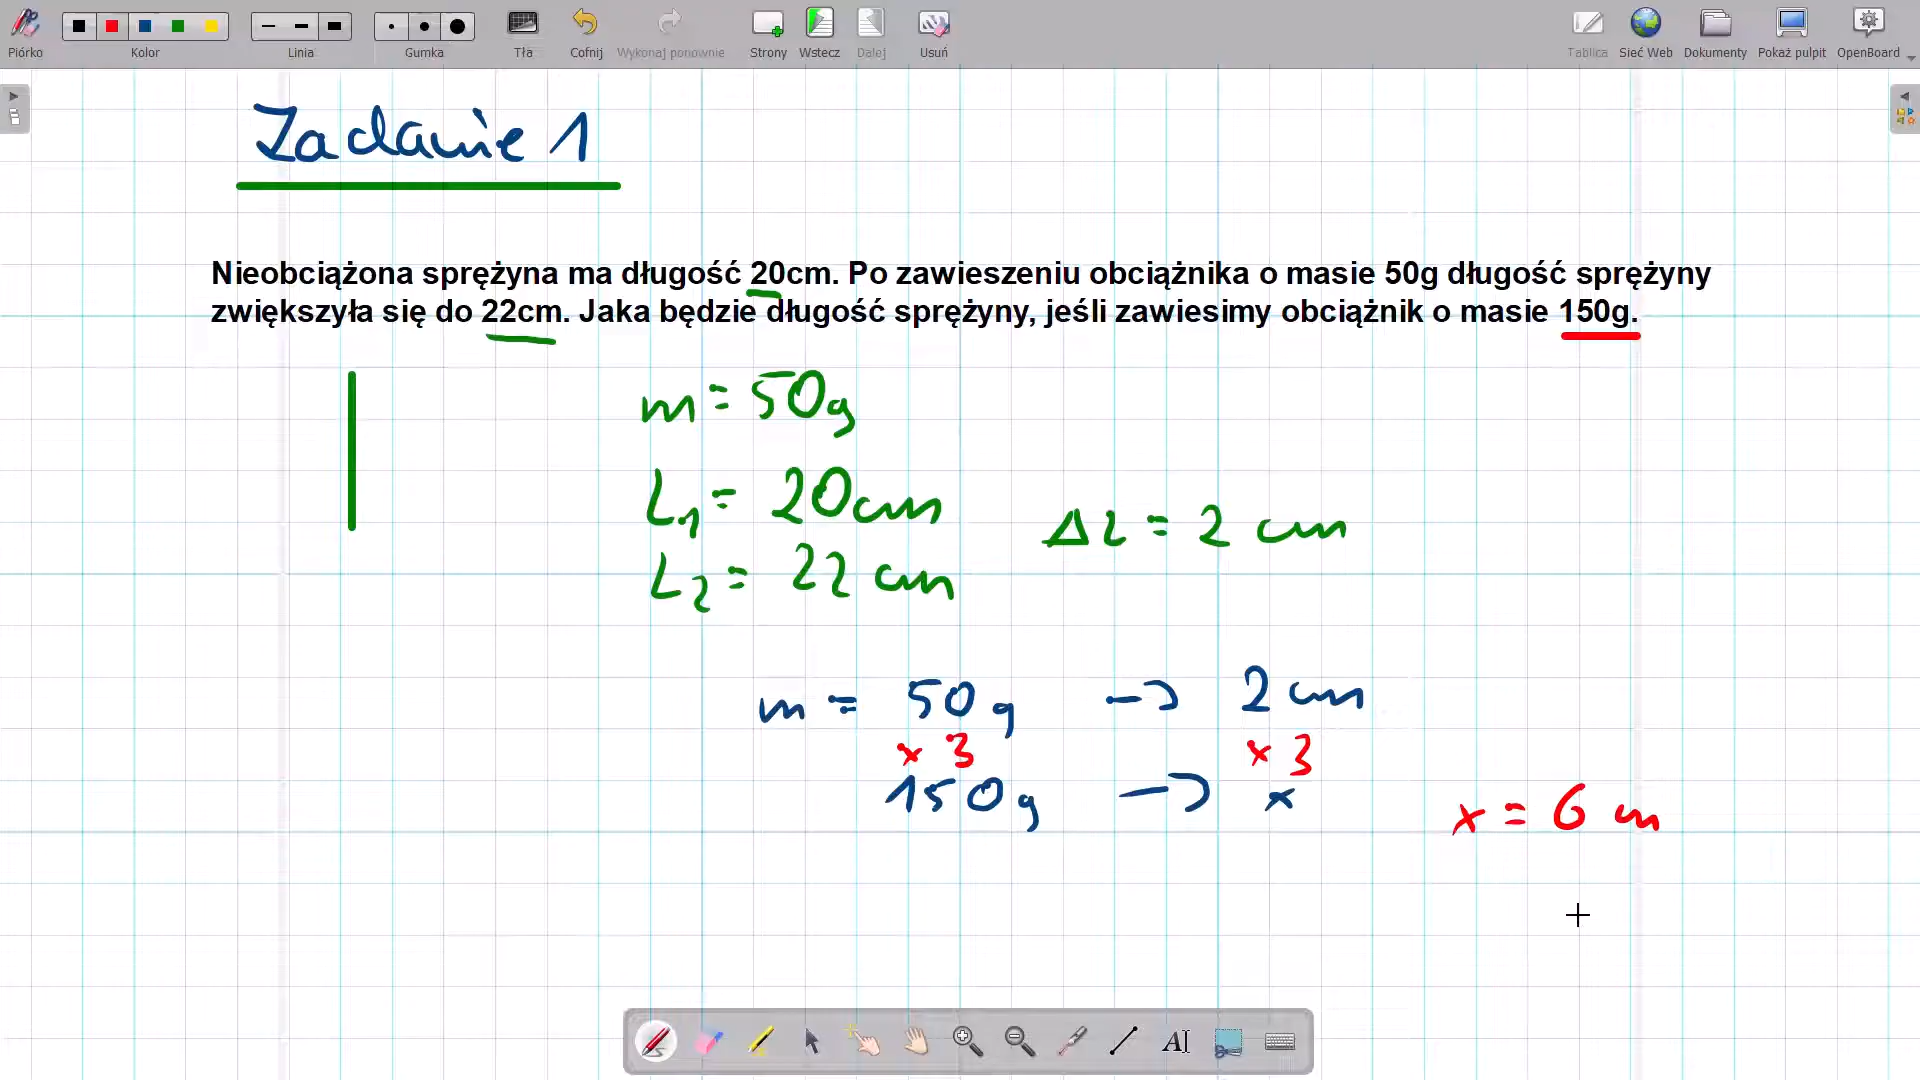 Piórko Kolor Linia Gumka Tła Cofnij Wykonaj ponownie Strony Wstecz Dalej Usuń Tablica Sieć Web Dokumenty Pokaż pulpit OpenBoard
Zadanie 1
Nieobciążona sprężyna ma długość 20cm. Po zawieszeniu obciążnika o masie 50g długość sprężyny
zwiększyła się do 22cm. Jaka będzie długość sprężyny, jeśli zawiesimy obciążnik o masie 150g.
m = 50g
L₁ = 20cm
ΔL = 2 cm
L₂ = 22 cm
m = 50g → 2 cm
x 3 x 3
150g → x
x = 6 cm